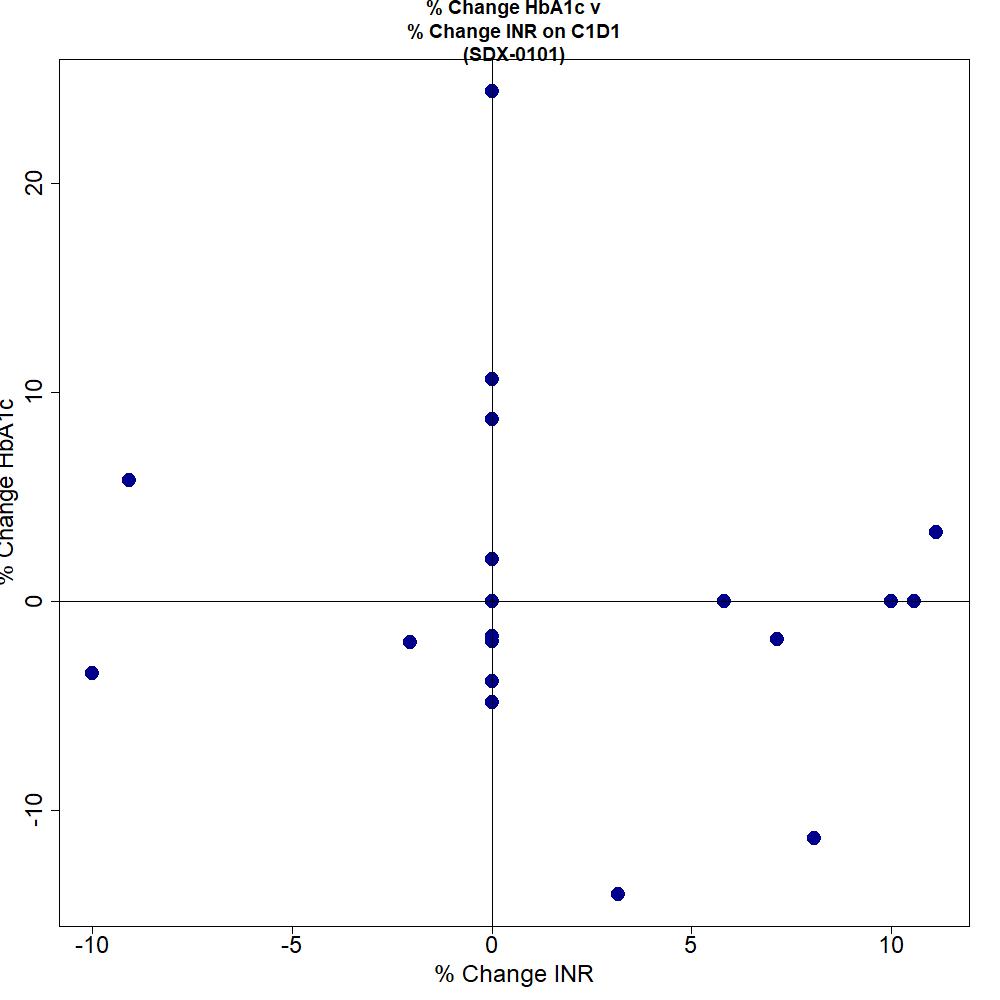 % Change HbA1c v
% Change INR on C1D1
(SDX-0101)
% Change HbA1c
20
10
0
-10
-10
-5
0
5
10
% Change INR